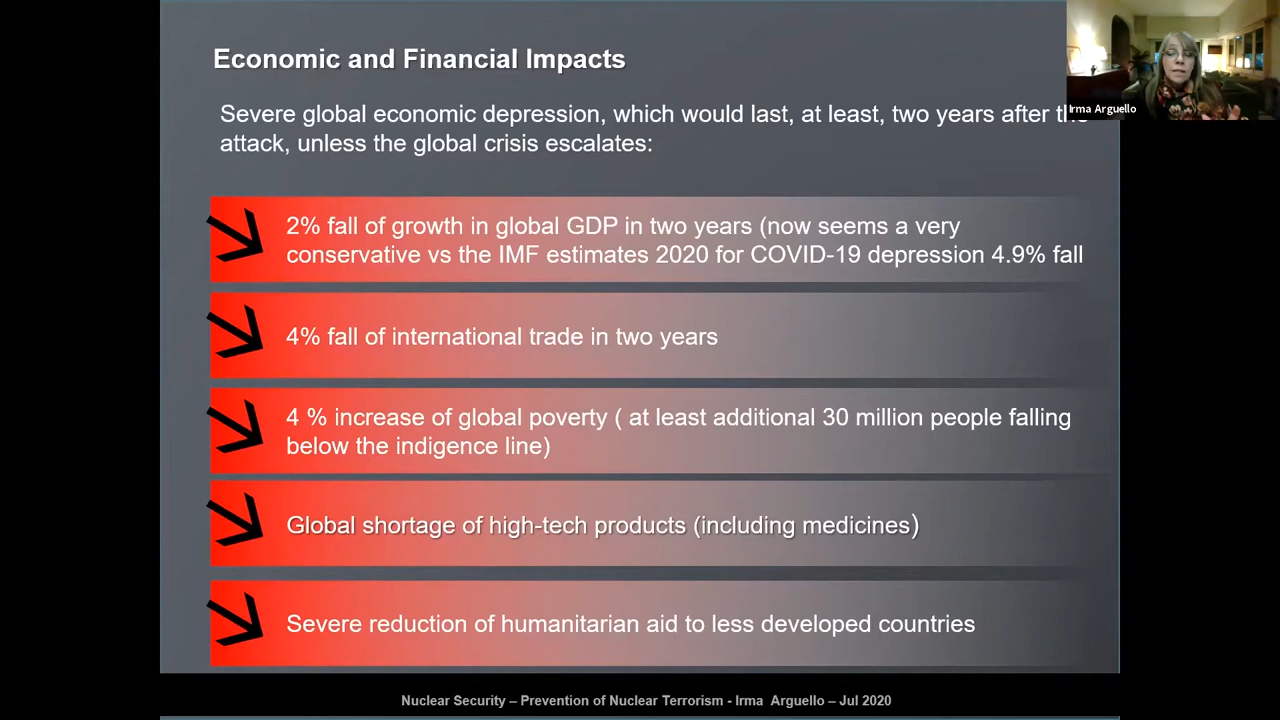 Economic and Financial Impacts
Severe global economic depression, which would last, at least, two years after
attack, unless the global crisis escalates:
Irma Arguello
2% fall of growth in global GDP in two years (now seems a very
conservative vs the IMF estimates 2020 for COVID-19 depression 4.9% fall
4% fall of international trade in two years
4 % increase of global poverty ( at least additional 30 million people falling
below the indigence line)
Global shortage of high-tech products (including medicines)
Severe reduction of humanitarian aid to less developed countries
Nuclear Security – Prevention of Nuclear Terrorism - Irma Arguello – Jul 2020